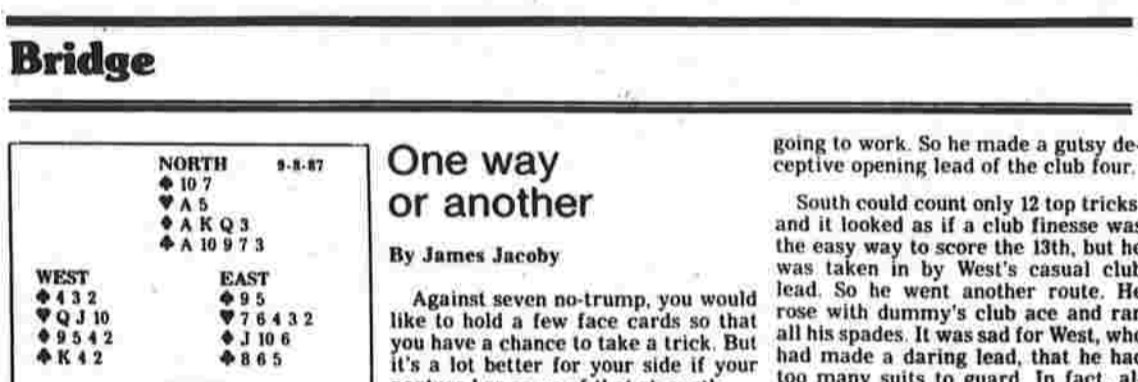 Bridge
NORTH 9-8-87
♠ 10 7
♥ A 5
♦ A K Q 3
♣ A 10 9 7 3
WEST EAST
♠ 4 3 2 ♠ 9 5
♥ Q J 10 ♥ 7 6 4 3 2
♦ 9 5 4 2 ♦ J 10 6
♣ K 4 2 ♣ 8 6 5
One way
or another
By James Jacoby
Against seven no-trump, you would
like to hold a few face cards so that
you have a chance to take a trick. But
it's a lot better for your side if your
going to work. So he made a gutsy de-
ceptive opening lead of the club four.
South could count only 12 top tricks
and it looked as if a club finesse was
the easy way to score the 13th, but he
was taken in by West's casual club
lead. So he went another route. He
rose with dummy's club ace and ran
all his spades. It was sad for West, who
had made a daring lead, that he had
too many suits to guard. In fact, al